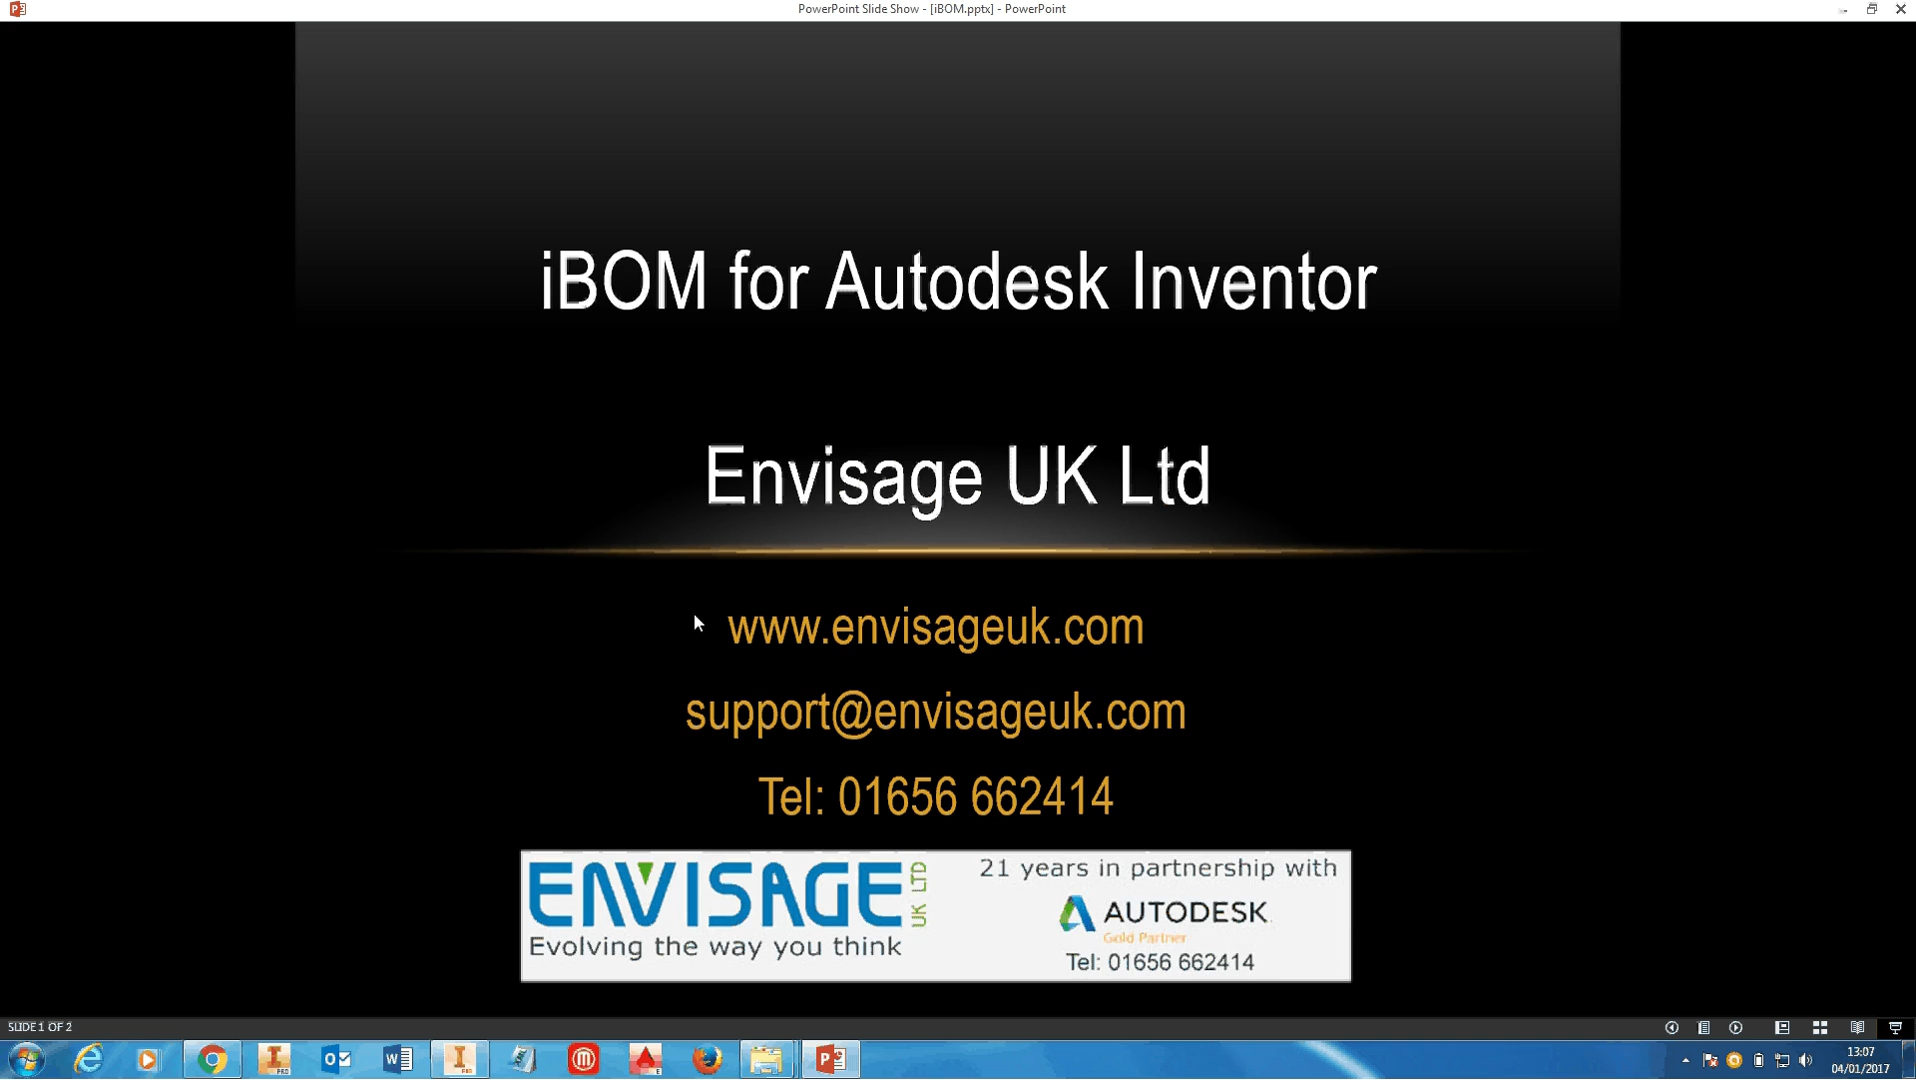 PowerPoint Slide Show - [iBOM.pptx] - PowerPoint
iBOM for Autodesk Inventor
Envisage UK Ltd
www.envisageuk.com
support@envisageuk.com
Tel: 01656 662414
ENVISAGE UK LTD
Evolving the way you think
21 years in partnership with
AUTODESK
Gold Partner
Tel: 01656 662414
SLIDE 1 OF 2
13:07
04/01/2017